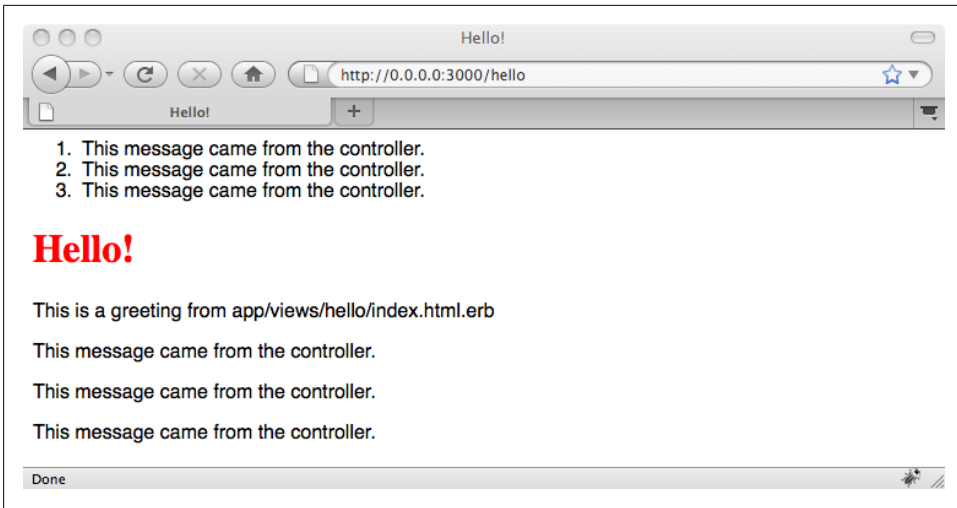 Hello!
http://0.0.0.0:3000/hello
Hello!
1. This message came from the controller.
2. This message came from the controller.
3. This message came from the controller.
Hello!
This is a greeting from app/views/hello/index.html.erb
This message came from the controller.
This message came from the controller.
This message came from the controller.
Done